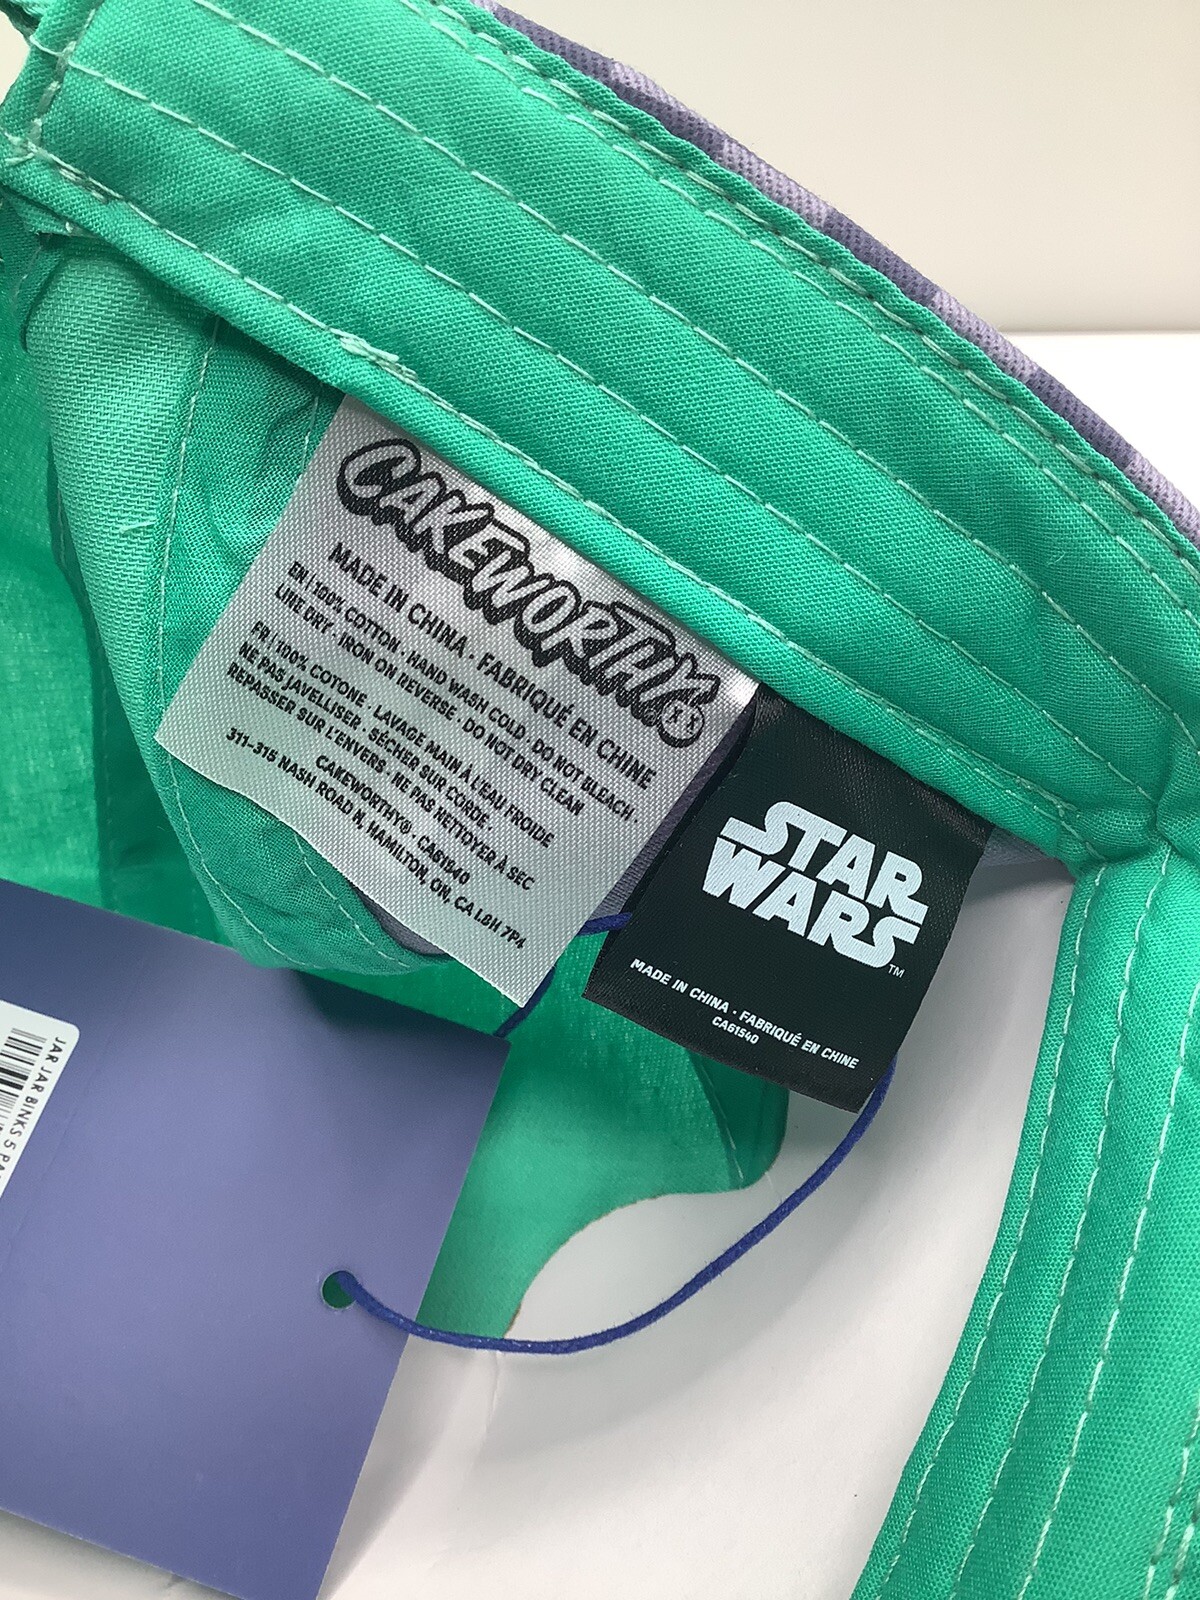 CAKEWORTHY
MADE IN CHINA · FABRIQUÉ EN CHINE
EN | 100% COTTON · HAND WASH COLD · DO NOT BLEACH ·
LINE DRY · IRON ON REVERSE · DO NOT DRY CLEAN
FR | 100% COTONE · LAVAGE MAIN À L'EAU FROIDE
NE PAS JAVELLISER · SÉCHER SUR CORDE ·
REPASSER SUR L'ENVERS · NE PAS NETTOYER À SEC
CAKEWORTHY® · CA61840
311-315 NASH ROAD N, HAMILTON, ON, CA L8H 7P4
STAR
WARS™
MADE IN CHINA · FABRIQUÉ EN CHINE
CA61540
JAR JAR BINKS 5